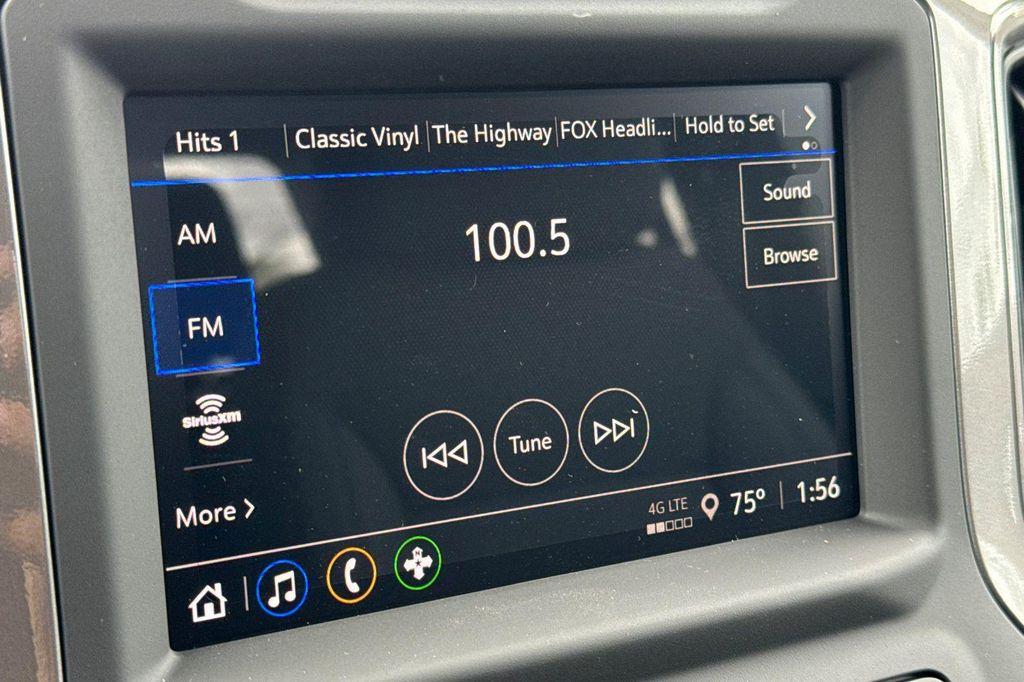 Hits 1
Classic Vinyl
The Highway
FOX Headli...
Hold to Set
Sound
AM
100.5
Browse
FM
SiriusXM
Tune
More
4G LTE
75°
1:56
N